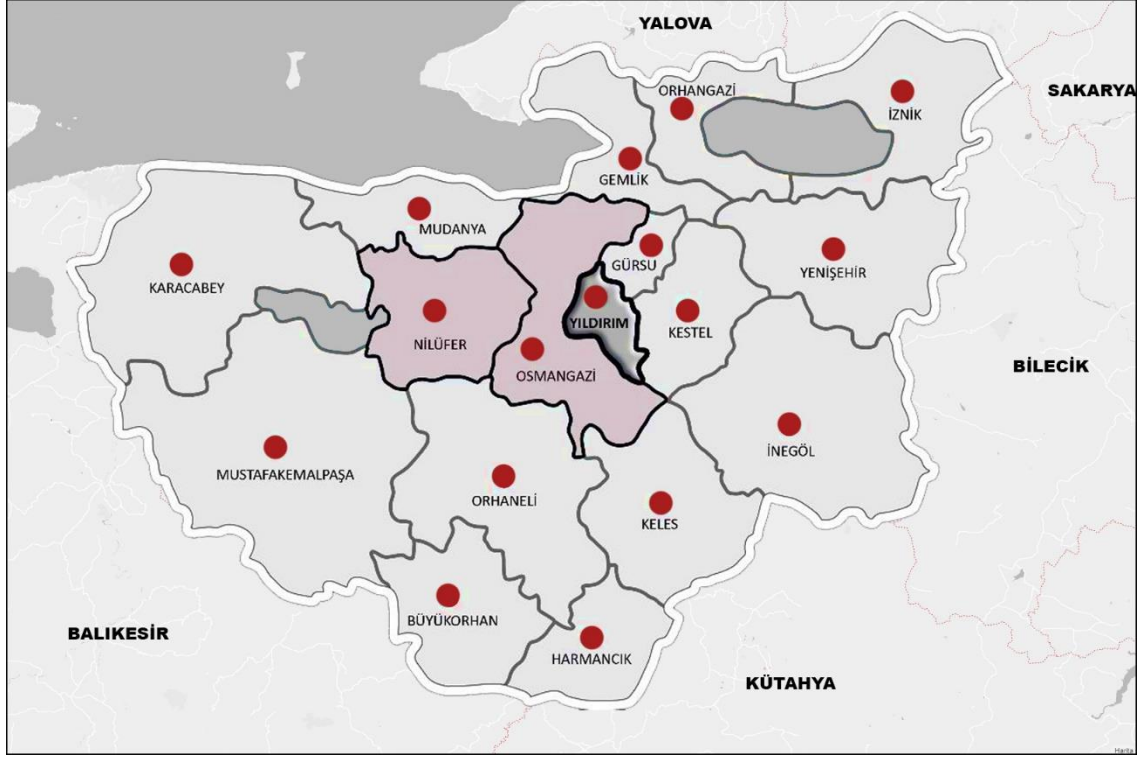 YALOVA
SAKARYA
ORHANGAZİ
İZNİK
GEMLİK
MUDANYA
KARACABEY
GÜRSU
YENİŞEHİR
YILDIRIM
KESTEL
NİLÜFER
OSMANGAZİ
BİLECİK
MUSTAFAKEMALPAŞA
İNEGÖL
ORHANELİ
KELES
BÜYÜKORHAN
BALIKESİR
HARMANCIK
KÜTAHYA
Harita